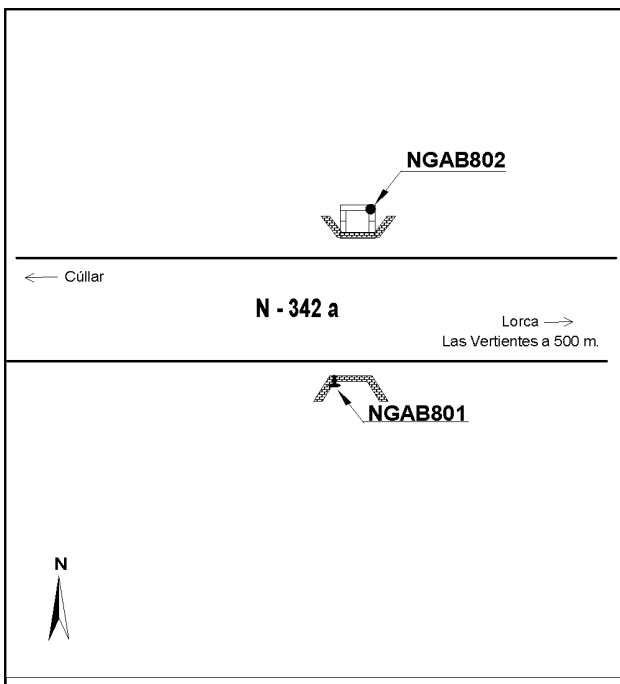 NGAB802
Cúllar
N - 342 a
Lorca
Las Vertientes a 500 m.
NGAB801
N